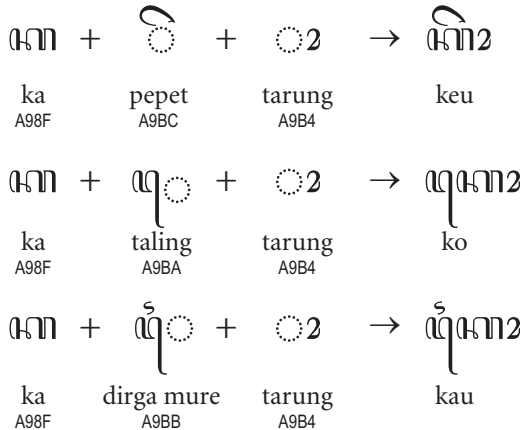 ꦏ + ◌ꦼ + ◌ꦴ → ꦏꦼꦴ
ka pepet tarung keu
A98F A9BC A9B4
ꦏ + ◌ꦺ + ◌ꦴ → ꦏꦺꦴ
ka taling tarung ko
A98F A9BA A9B4
ꦏ + ◌ꦻ + ◌ꦴ → ꦏꦻꦴ
ka dirga mure tarung kau
A98F A9BB A9B4